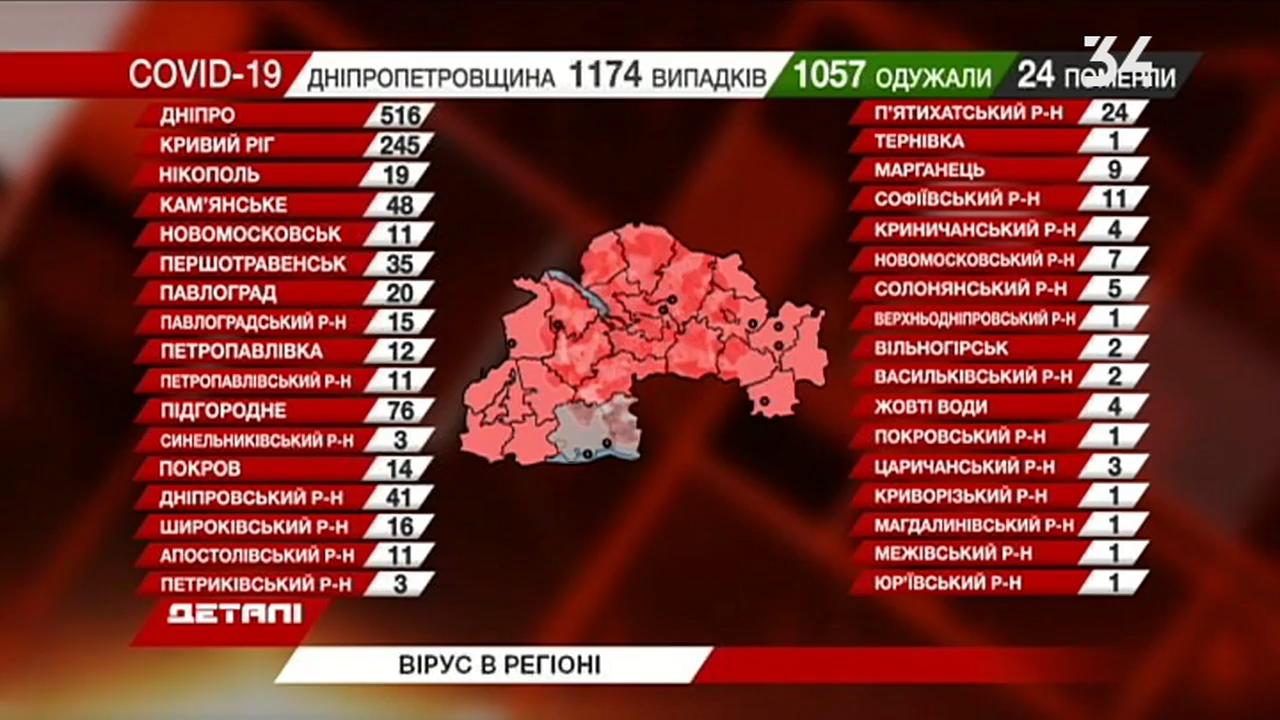 34
COVID-19 ДНІПРОПЕТРОВЩИНА 1174 ВИПАДКІВ 1057 ОДУЖАЛИ 24 ПОМЕРЛИ
ДНІПРО 516
КРИВИЙ РІГ 245
НІКОПОЛЬ 19
КАМ'ЯНСЬКЕ 48
НОВОМОСКОВСЬК 11
ПЕРШОТРАВЕНСЬК 35
ПАВЛОГРАД 20
ПАВЛОГРАДСЬКИЙ Р-Н 15
ПЕТРОПАВЛІВКА 12
ПЕТРОПАВЛІВСЬКИЙ Р-Н 11
ПІДГОРОДНЕ 76
СИНЕЛЬНИКІВСЬКИЙ Р-Н 3
ПОКРОВ 14
ДНІПРОВСЬКИЙ Р-Н 41
ШИРОКІВСЬКИЙ Р-Н 16
АПОСТОЛІВСЬКИЙ Р-Н 11
ПЕТРИКІВСЬКИЙ Р-Н 3
П'ЯТИХАТСЬКИЙ Р-Н 24
ТЕРНІВКА 1
МАРГАНЕЦЬ 9
СОФІЇВСЬКИЙ Р-Н 11
КРИНИЧАНСЬКИЙ Р-Н 4
НОВОМОСКОВСЬКИЙ Р-Н 7
СОЛОНЯНСЬКИЙ Р-Н 5
ВЕРХНЬОДНІПРОВСЬКИЙ Р-Н 1
ВІЛЬНОГІРСЬК 2
ВАСИЛЬКІВСЬКИЙ Р-Н 2
ЖОВТІ ВОДИ 4
ПОКРОВСЬКИЙ Р-Н 1
ЦАРИЧАНСЬКИЙ Р-Н 3
КРИВОРІЗЬКИЙ Р-Н 1
МАГДАЛИНІВСЬКИЙ Р-Н 1
МЕЖІВСЬКИЙ Р-Н 1
ЮР'ЇВСЬКИЙ Р-Н 1
ДЕТАЛІ
ВІРУС В РЕГІОНІ